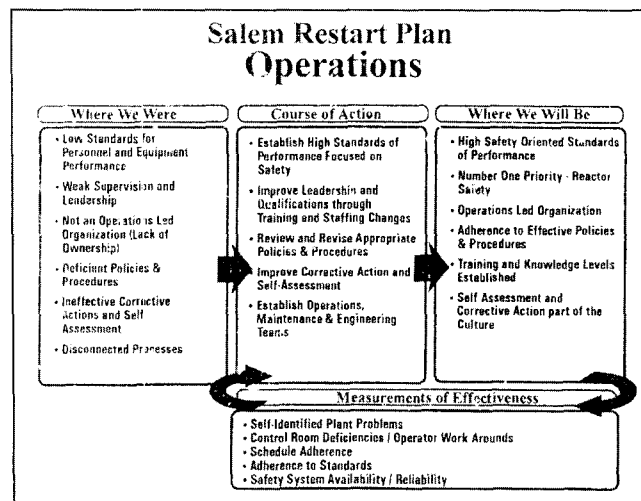 Salem Restart Plan
Operations
Where We Were
• Low Standards for
Personnel and Equipment
Performance
• Weak Supervision and
Leadership
• Not an Operations Led
Organization (Lack of
Ownership)
• Deficient Policies &
Procedures
• Ineffective Corrective
Actions and Self
Assessment
• Disconnected Processes
Course of Action
• Establish High Standards of
Performance Focused on
Safety
• Improve Leadership and
Qualifications through
Training and Staffing Changes
• Review and Revise Appropriate
Policies & Procedures
• Improve Corrective Action and
Self-Assessment
• Establish Operations,
Maintenance & Engineering
Teams
Where We Will Be
• High Safety Oriented Standards
of Performance
• Number One Priority - Reactor
Safety
• Operations Led Organization
• Adherence to Effective Policies
& Procedures
• Training and Knowledge Levels
Established
• Self Assessment and
Corrective Action part of the
Culture
Measurements of Effectiveness
• Self-Identified Plant Problems
• Control Room Deficiencies / Operator Work Arounds
• Schedule Adherence
• Adherence to Standards
• Safety System Availability / Reliability